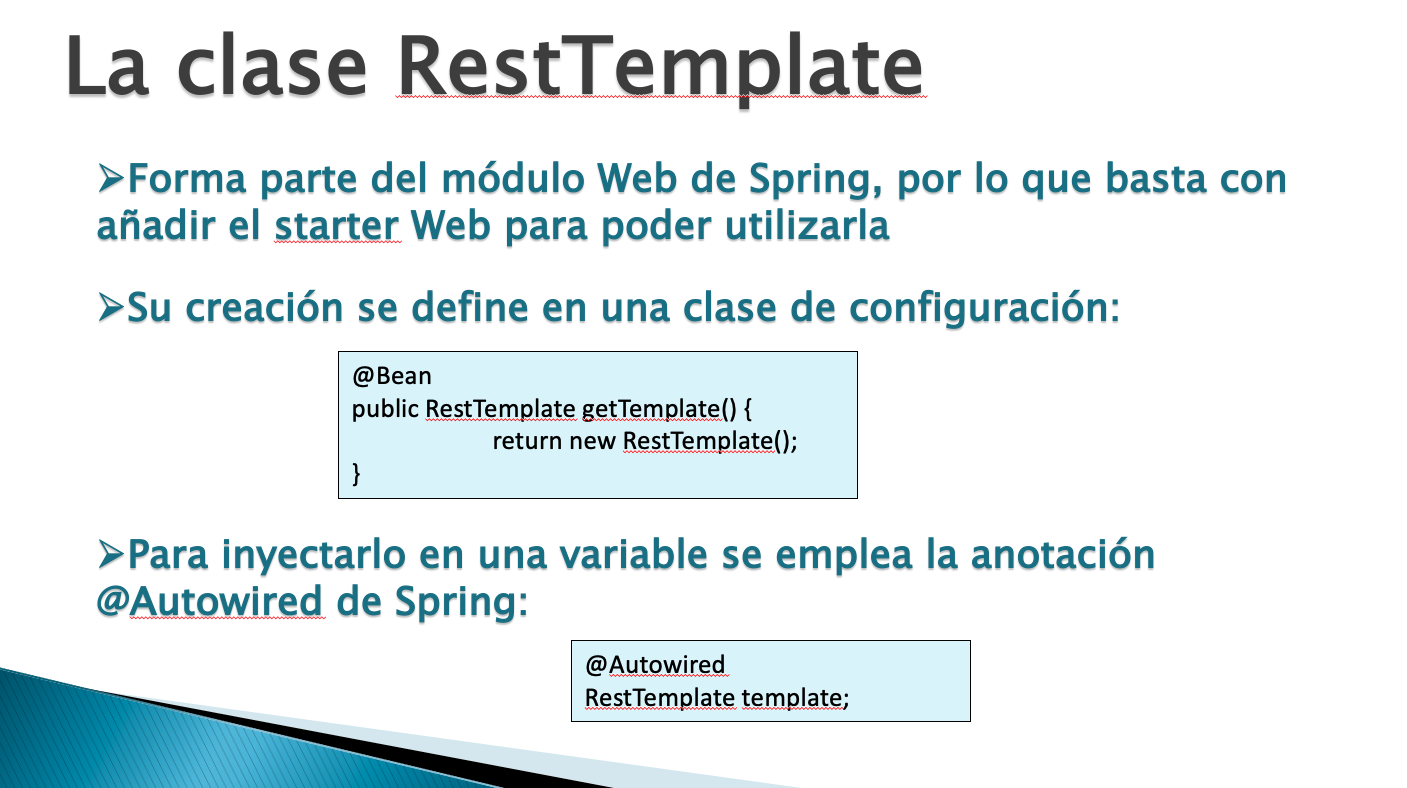 La clase RestTemplate
➢Forma parte del módulo Web de Spring, por lo que basta con
añadir el starter Web para poder utilizarla
➢Su creación se define en una clase de configuración:
@Bean
public RestTemplate getTemplate() {
return new RestTemplate();
}
➢Para inyectarlo en una variable se emplea la anotación
@Autowired de Spring:
@Autowired
RestTemplate template;